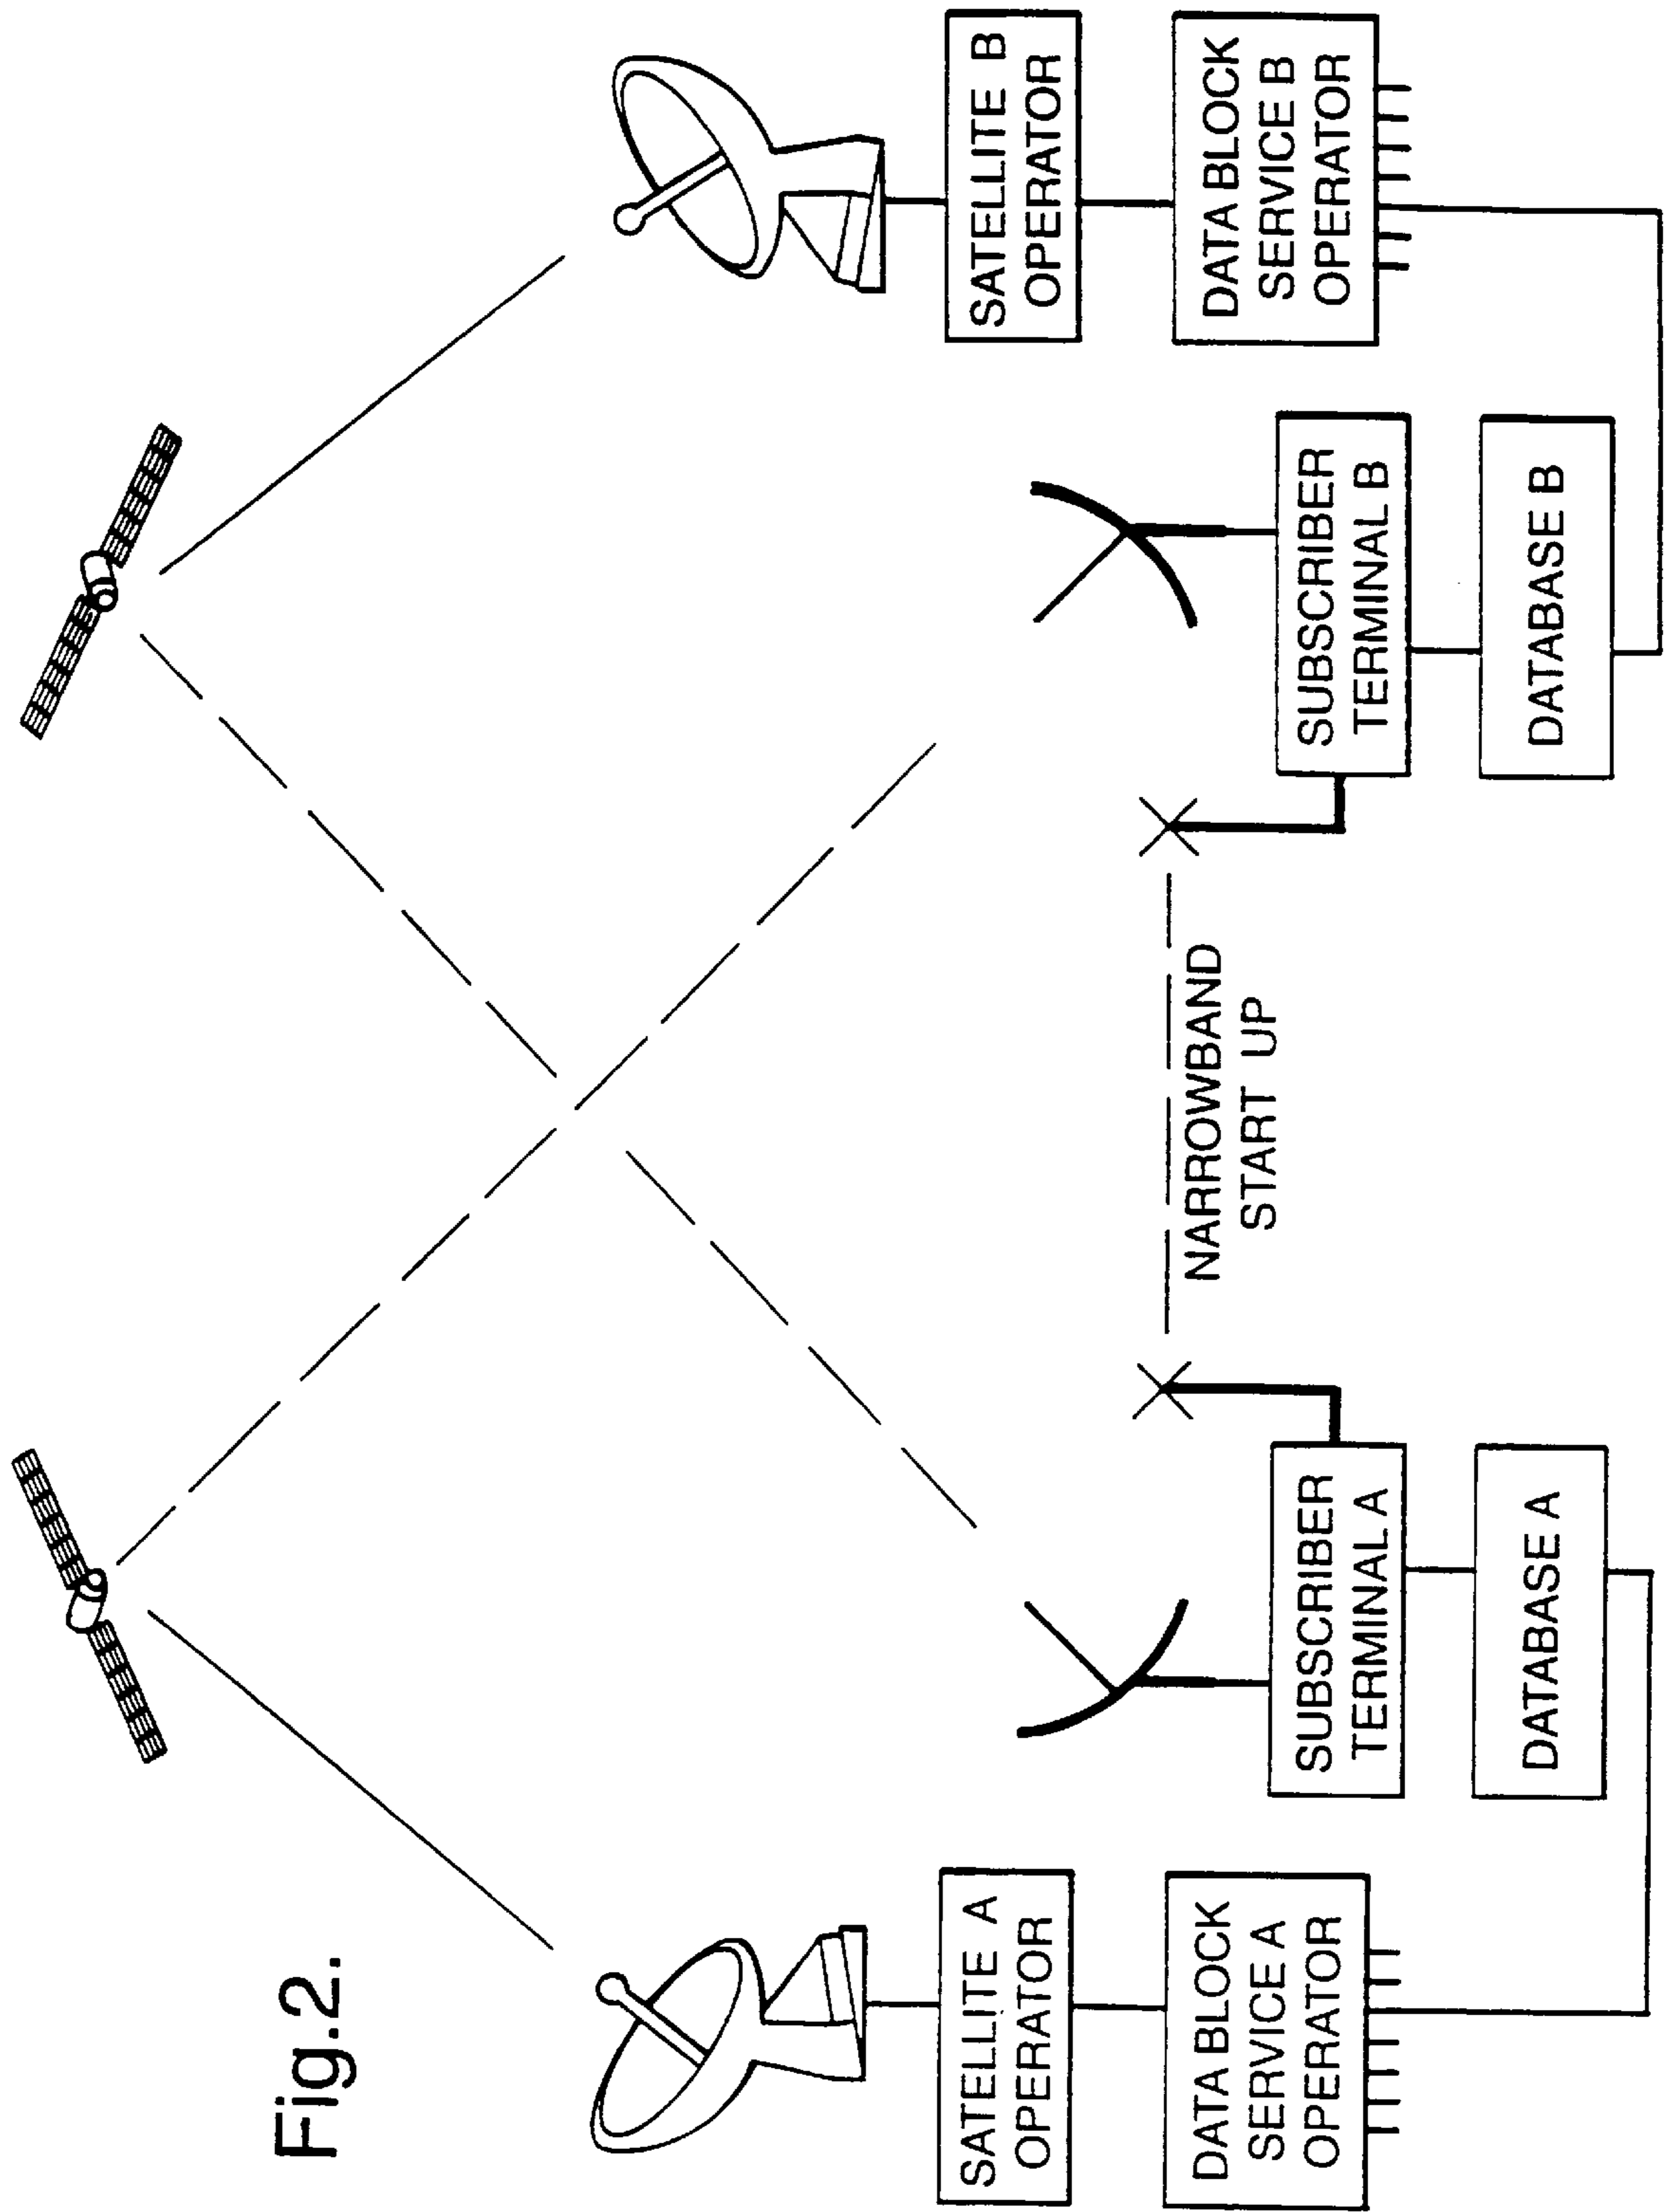 Fig.2.
SATELLITE A
OPERATOR
DATA BLOCK
SERVICE A
OPERATOR
SUBSCRIBER
TERMINAL A
DATABASE A
NARROWBAND
START UP
SUBSCRIBER
TERMINAL B
DATABASE B
SATELLITE B
OPERATOR
DATA BLOCK
SERVICE B
OPERATOR